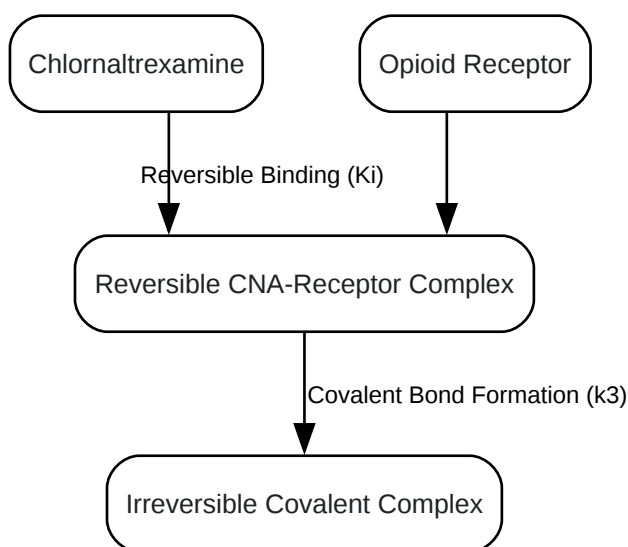 Chlornaltrexamine
Opioid Receptor
Reversible Binding (Ki)
Reversible CNA-Receptor Complex
Covalent Bond Formation (k3)
Irreversible Covalent Complex